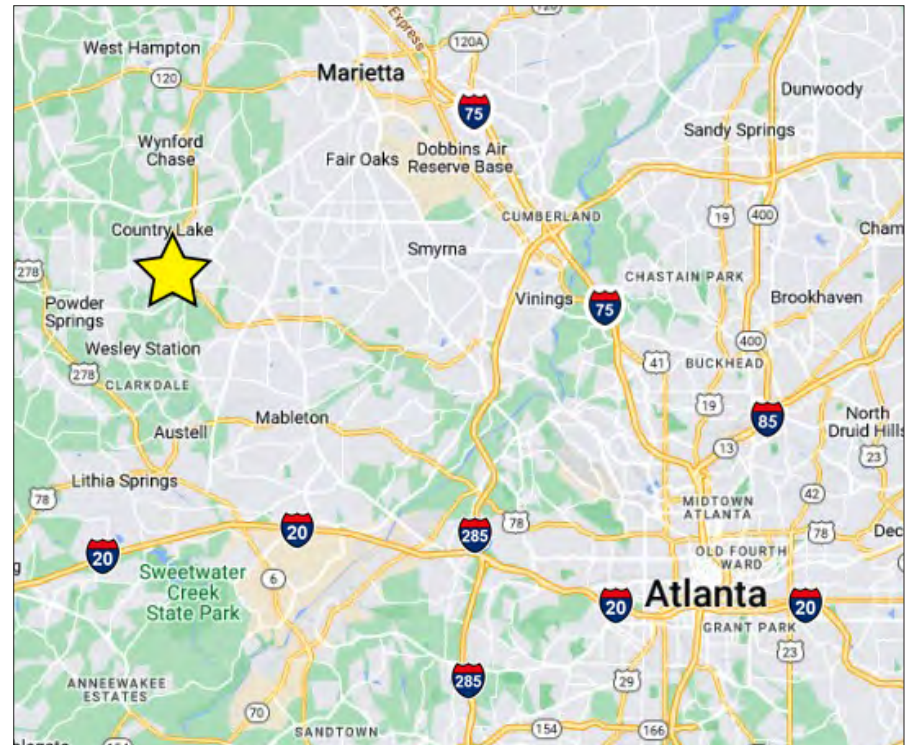 Express
120
120A
West Hampton
Marietta
120
75
Dunwoody
Wynford
Chase
Fair Oaks
Dobbins Air
Reserve Base
Sandy Springs
Country Lake
CUMBERLAND
19
400
Cham
Smyrna
278
CHASTAIN PARK
Powder
Springs
Vinings
75
Brookhaven
Wesley Station
400
278
CLARKDALE
41
BUCKHEAD
19
85
Mableton
North
Druid Hills
Austell
13
23
Lithia Springs
78
42
MIDTOWN
ATLANTA
78
78
20
20
285
OLD FOURTH
WARD
Dec
g
Sweetwater
Creek
State Park
6
20
Atlanta
20
GRANT PARK
23
ANNEEWAKEE
ESTATES
285
29
70
SANDTOWN
154
166
154